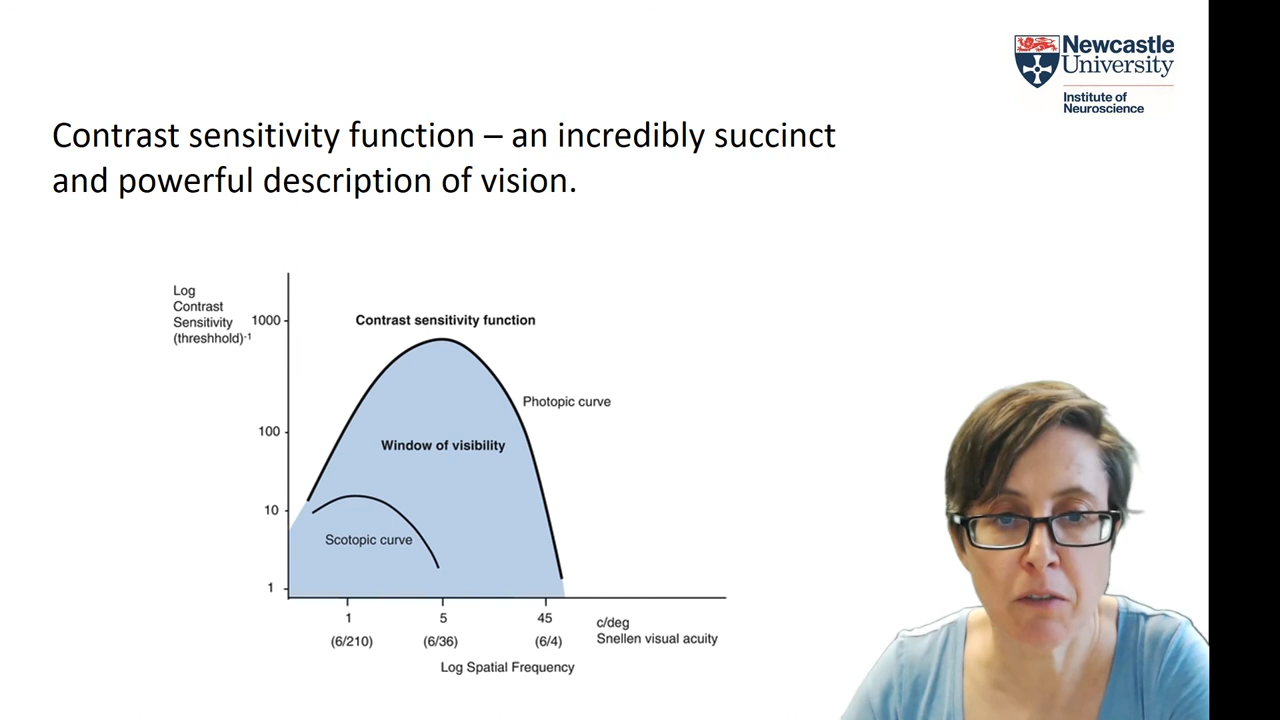 Newcastle
University
Institute of
Neuroscience
Contrast sensitivity function – an incredibly succinct
and powerful description of vision.
Log
Contrast
Sensitivity
(threshhold)-1
1000
100
10
1
Contrast sensitivity function
Photopic curve
Window of visibility
Scotopic curve
1 5 45 c/deg
(6/210) (6/36) (6/4) Snellen visual acuity
Log Spatial Frequency